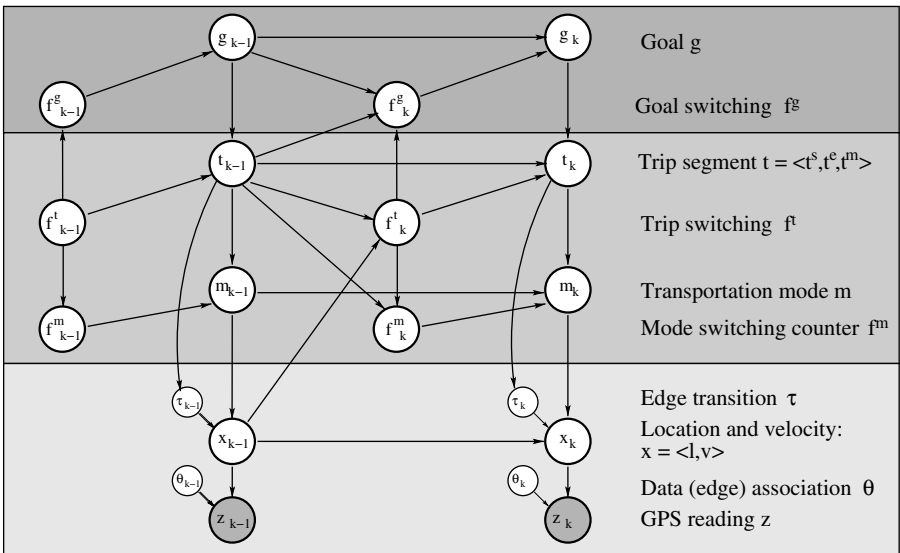 g k−1
g k
Goal g
f g k−1
f g k
Goal switching f g
t k−1
t k
Trip segment t = <t s, t e, t m>
f t k−1
f t k
Trip switching f t
m k−1
m k
Transportation mode m
f m k−1
f m k
Mode switching counter f m
τ k−1
τ k
Edge transition τ
x k−1
x k
Location and velocity:
x = <l,v>
θ k−1
θ k
Data (edge) association θ
z k−1
z k
GPS reading z